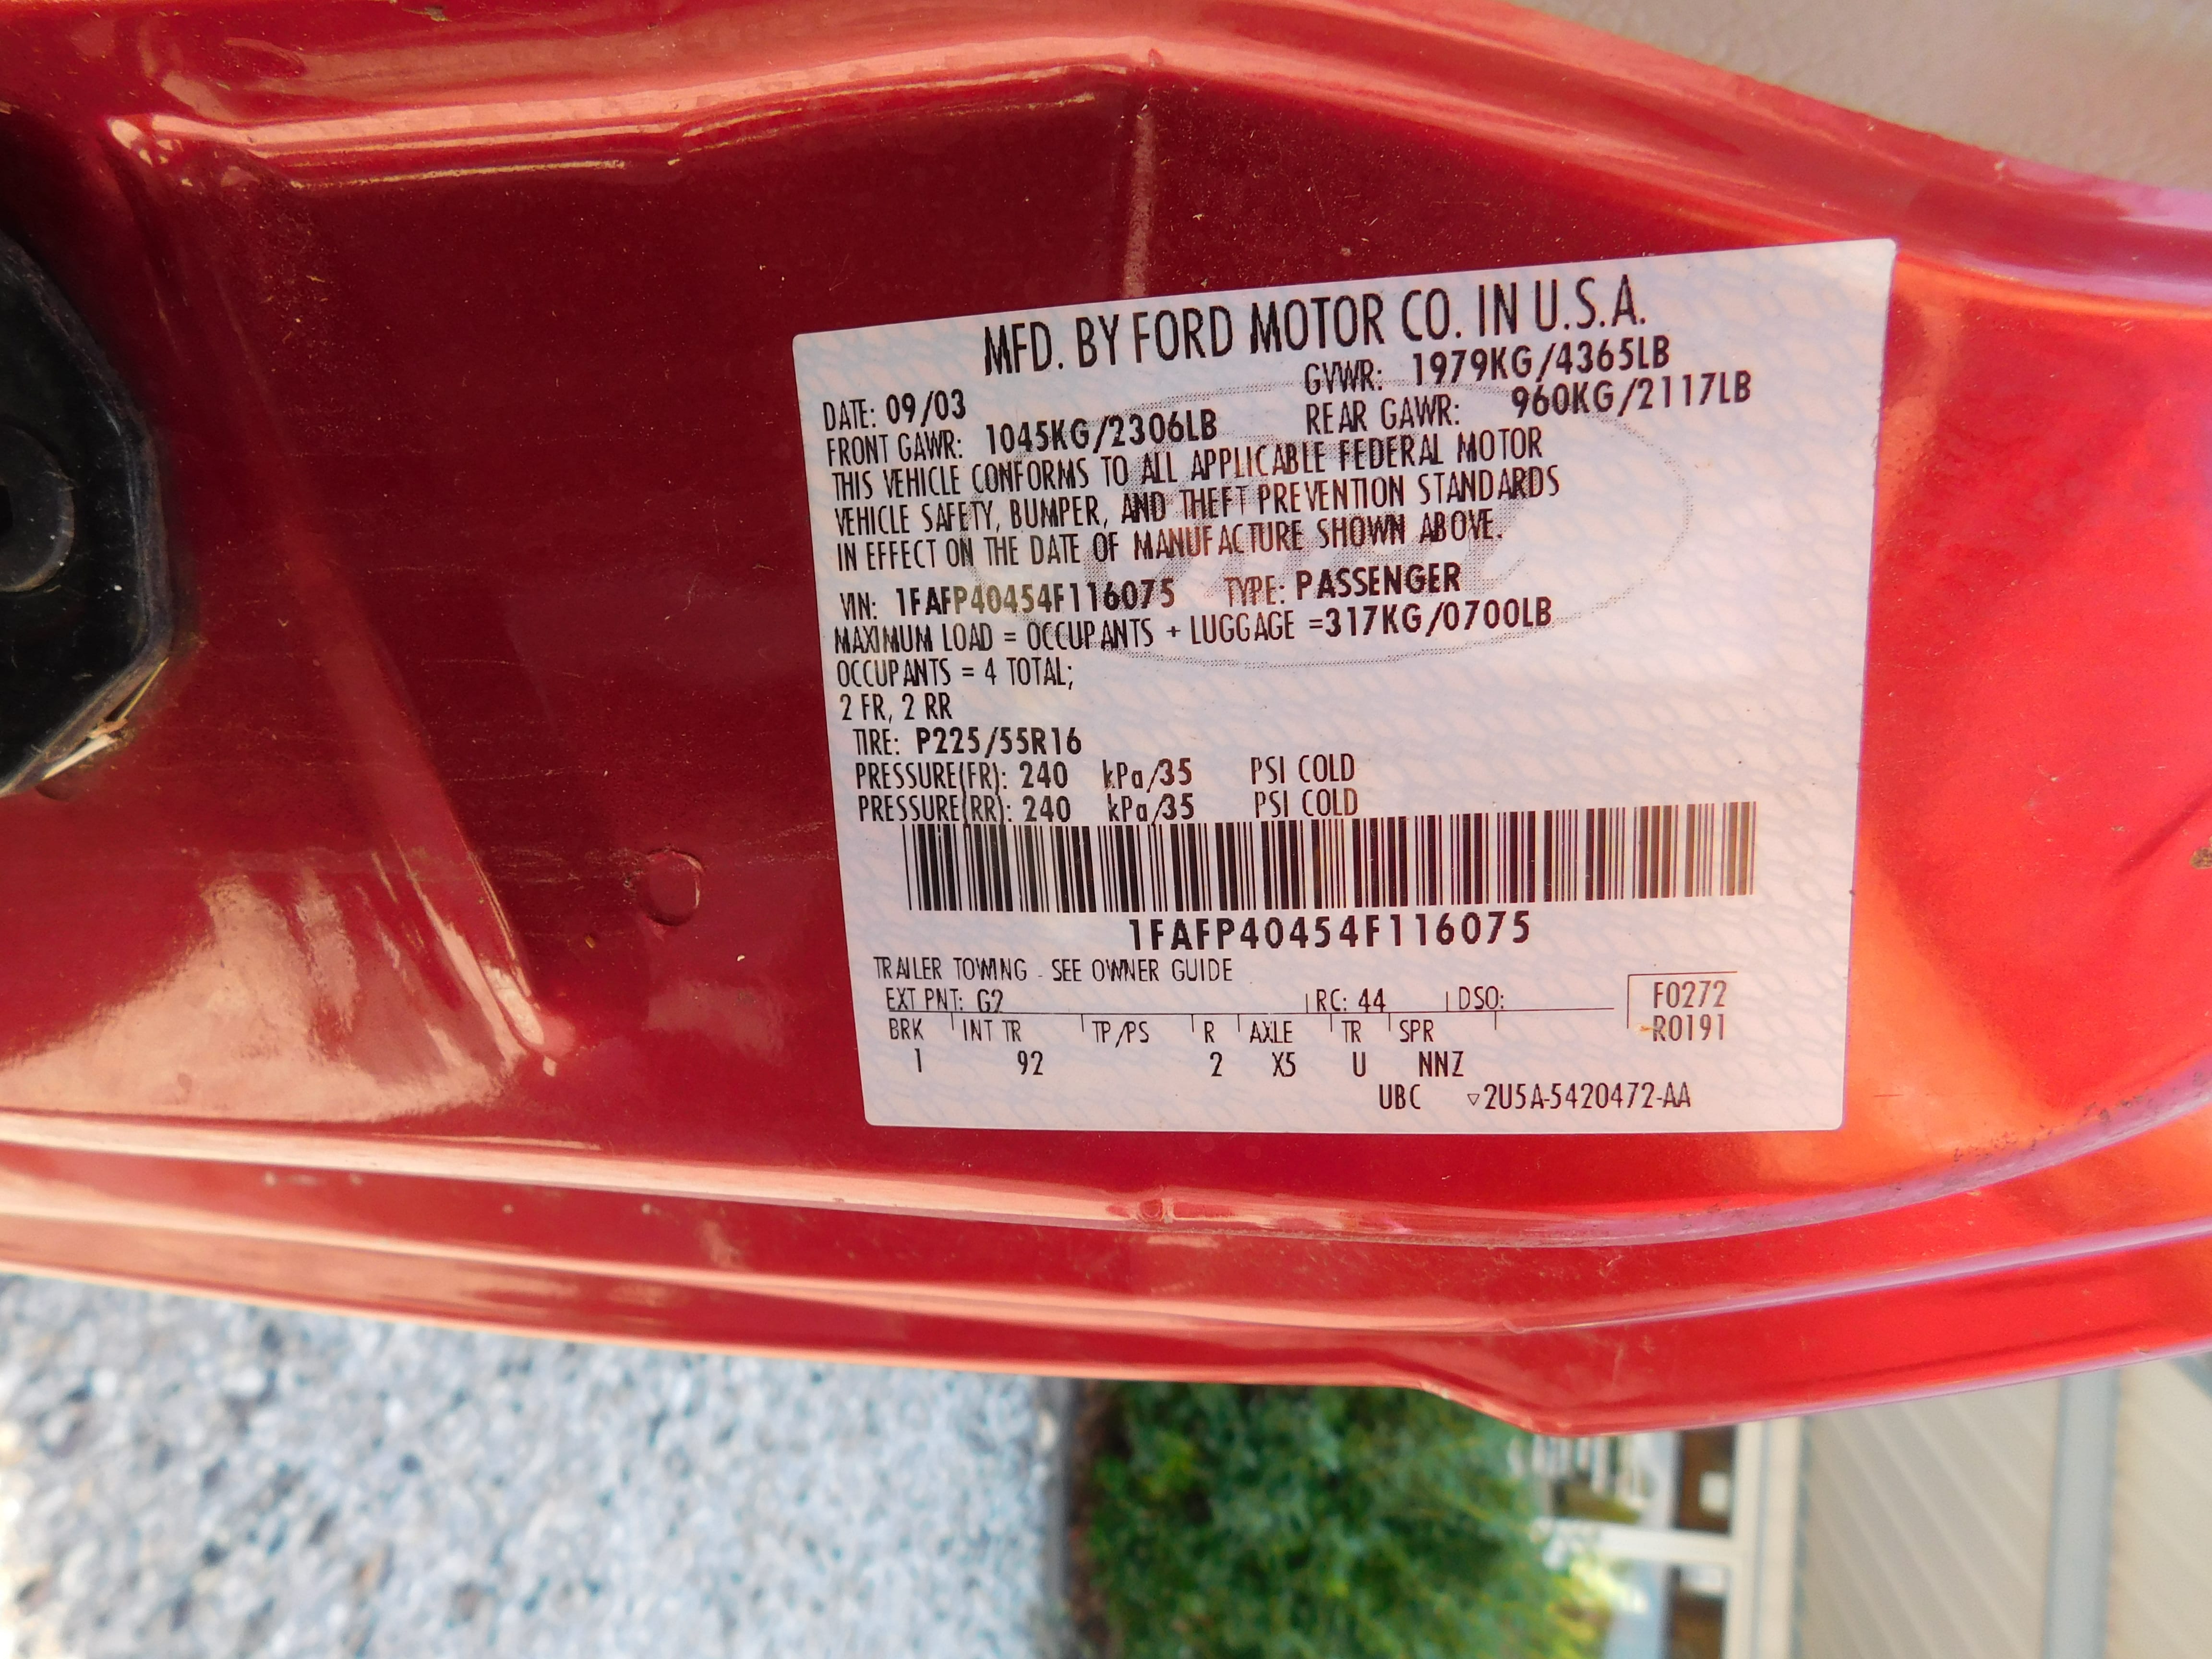 MFD. BY FORD MOTOR CO. IN U.S.A.
DATE: 09/03 GVWR: 1979KG/4365LB
FRONT GAWR: 1045KG/2306LB REAR GAWR: 960KG/2117LB
THIS VEHICLE CONFORMS TO ALL APPLICABLE FEDERAL MOTOR
VEHICLE SAFETY, BUMPER, AND THEFT PREVENTION STANDARDS
IN EFFECT ON THE DATE OF MANUFACTURE SHOWN ABOVE.
VIN: 1FAFP40454F116075 TYPE: PASSENGER
MAXIMUM LOAD = OCCUPANTS + LUGGAGE =317KG/0700LB
OCCUPANTS = 4 TOTAL;
2 FR, 2 RR
TIRE: P225/55R16
PRESSURE(FR): 240 kPa/35 PSI COLD
PRESSURE(RR): 240 kPa/35 PSI COLD
1FAFP40454F116075
TRAILER TOWING - SEE OWNER GUIDE
EXT PNT: G2 RC: 44 DSO: F0272
BRK INT TR TP/PS R AXLE TR SPR R0191
1 92 2 X5 U NNZ
UBC ▽2U5A-5420472-AA